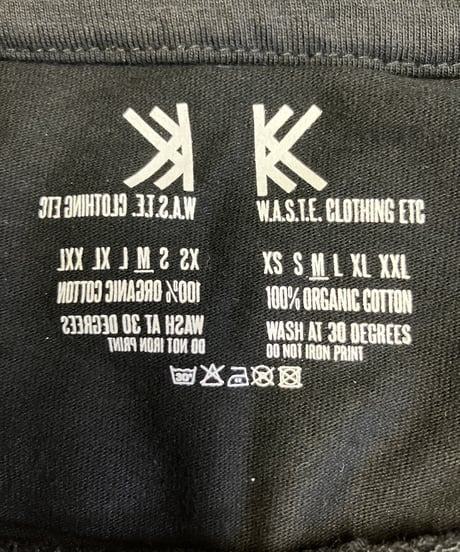 W.A.S.T.E. CLOTHING ETC
XS S M L XL XXL
100% ORGANIC COTTON
WASH AT 30 DEGREES
DO NOT IRON PRINT
W.A.S.T.E. CLOTHING ETC
XS S M L XL XXL
100% ORGANIC COTTON
WASH AT 30 DEGREES
DO NOT IRON PRINT
30°